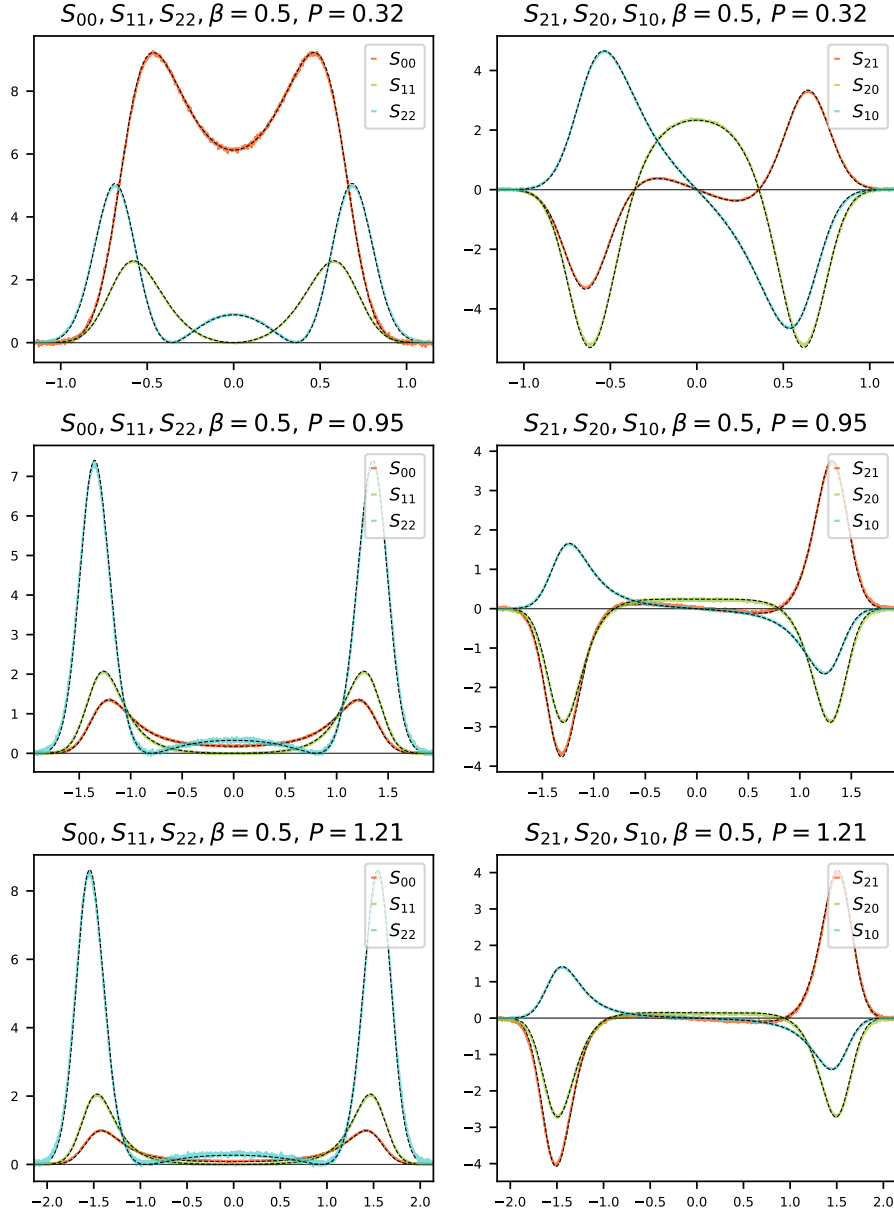 S₀₀, S₁₁, S₂₂, β = 0.5, P = 0.32
S₀₀
S₁₁
S₂₂
8
6
4
2
0
−1.0 −0.5 0.0 0.5 1.0
S₂₁, S₂₀, S₁₀, β = 0.5, P = 0.32
S₂₁
S₂₀
S₁₀
4
2
0
−2
−4
−1.0 −0.5 0.0 0.5 1.0
S₀₀, S₁₁, S₂₂, β = 0.5, P = 0.95
S₀₀
S₁₁
S₂₂
7
6
5
4
3
2
1
0
−1.5 −1.0 −0.5 0.0 0.5 1.0 1.5
S₂₁, S₂₀, S₁₀, β = 0.5, P = 0.95
S₂₁
S₂₀
S₁₀
4
3
2
1
0
−1
−2
−3
−4
−1.5 −1.0 −0.5 0.0 0.5 1.0 1.5
S₀₀, S₁₁, S₂₂, β = 0.5, P = 1.21
S₀₀
S₁₁
S₂₂
8
6
4
2
0
−2.0 −1.5 −1.0 −0.5 0.0 0.5 1.0 1.5 2.0
S₂₁, S₂₀, S₁₀, β = 0.5, P = 1.21
S₂₁
S₂₀
S₁₀
4
3
2
1
0
−1
−2
−3
−4
−2.0 −1.5 −1.0 −0.5 0.0 0.5 1.0 1.5 2.0